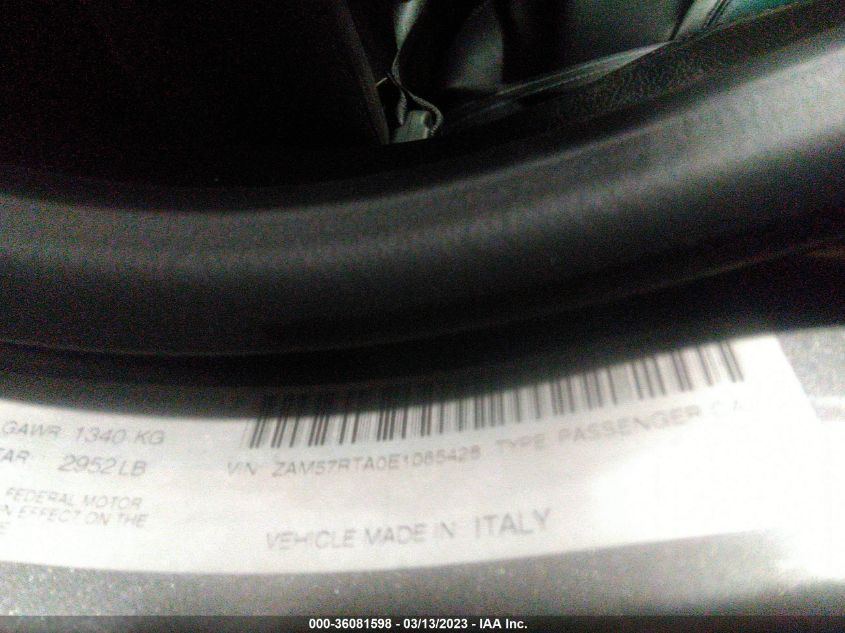 GAWR 1340 KG
2952 LB
FEDERAL MOTOR
EFFECT ON THE
VIN: ZAM57RTA0E1085428 TYPE: PASSENGER
VEHICLE MADE IN ITALY
000-36081598 - 03/13/2023 - IAA, Inc.